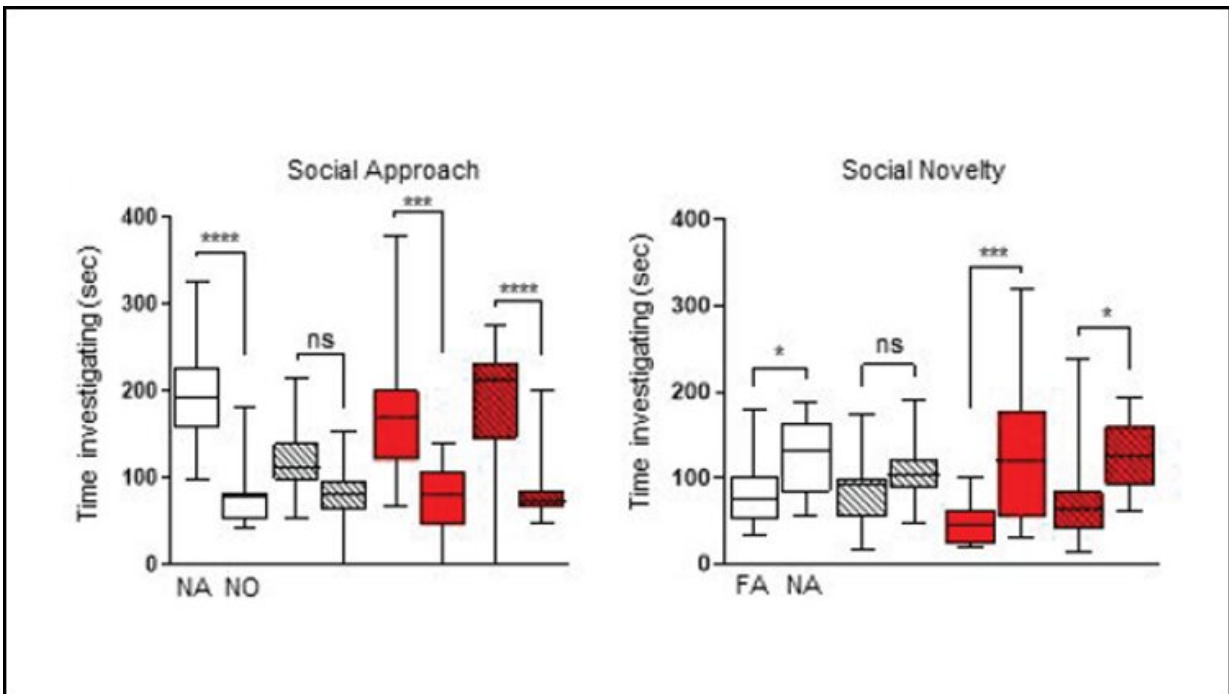 Social Approach
Time investigating (sec)
400
300
200
100
0
****
ns
***
****
NA NO
Social Novelty
Time investigating (sec)
400
300
200
100
0
*
ns
***
*
FA NA